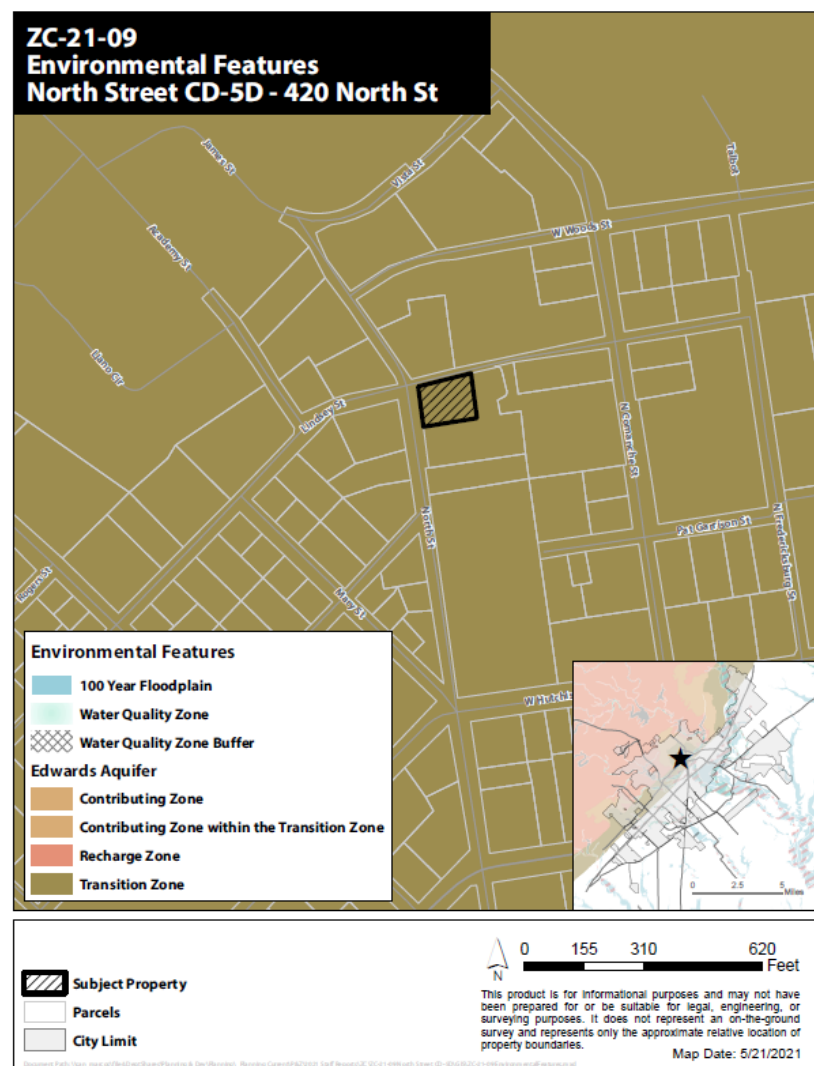 ZC-21-09
Environmental Features
North Street CD-5D - 420 North St
James St
Vista St
Talbot
W Woods St
Academy St
Llano Cir
Lindsey St
N Comanche St
North St
Pat Garrison St
N Fredericksburg St
Rogers St
Mary St
W Hutchis
Environmental Features
100 Year Floodplain
Water Quality Zone
Water Quality Zone Buffer
Edwards Aquifer
Contributing Zone
Contributing Zone within the Transition Zone
Recharge Zone
Transition Zone
0 2.5 5
Miles
Subject Property
Parcels
City Limit
N
0 155 310 620
Feet
This product is for informational purposes and may not have
been prepared for or be suitable for legal, engineering, or
surveying purposes. It does not represent an on-the-ground
survey and represents only the approximate relative location of
property boundaries.
Map Date: 5/21/2021